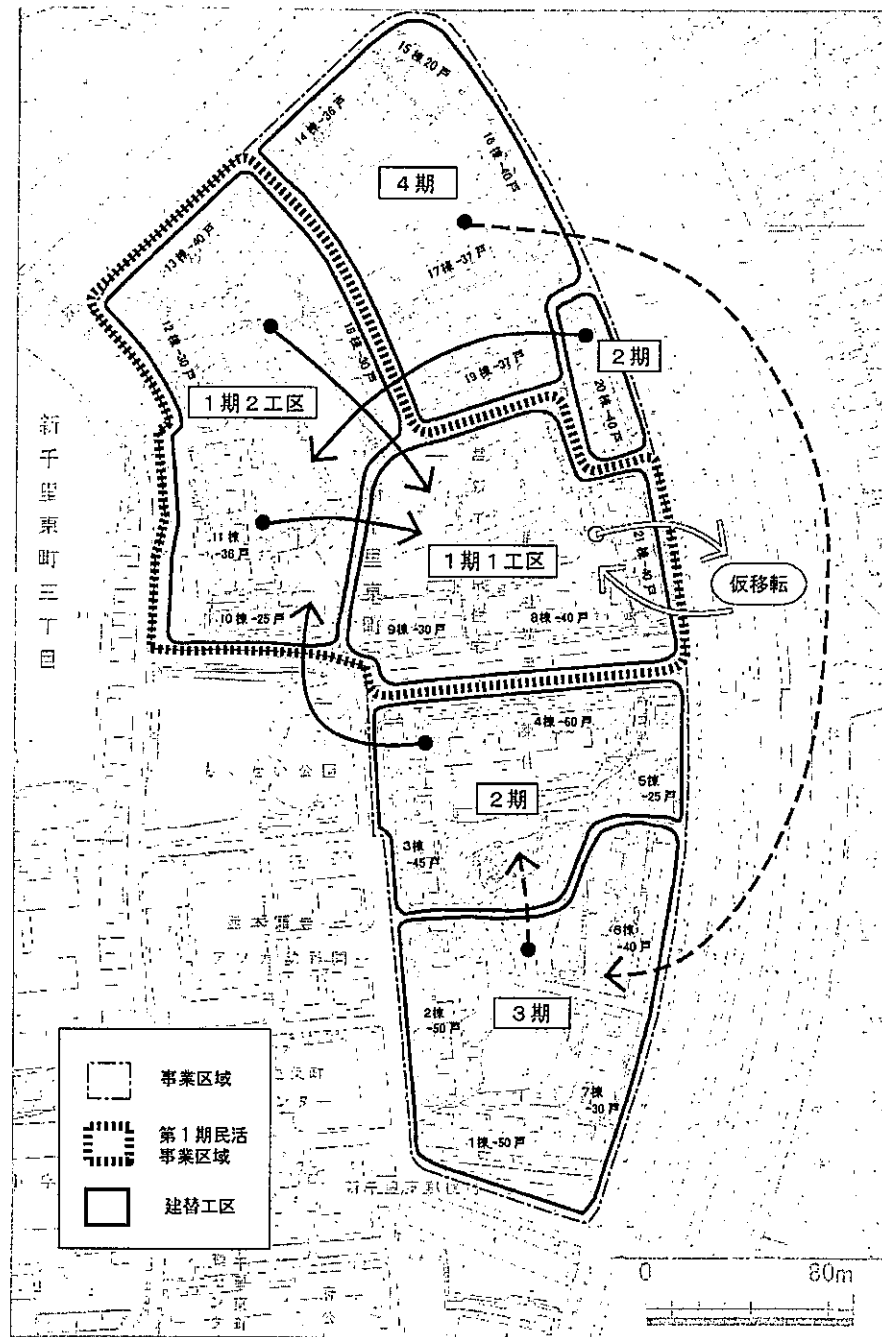 15棟20戸
14棟-36戸
16棟-40戸
4期
13棟-40戸
17棟-37戸
12棟-30戸
18棟-30戸
19棟-37戸
2期
20棟-40戸
1期2工区
新千里東町三丁目
11棟
-36戸
里東町
1期1工区
21棟-40戸
仮移転
10棟-25戸
9棟-30戸
8棟-40戸
4棟-60戸
2期
5棟
-25戸
3棟
-45戸
6棟
-40戸
2棟
-50戸
3期
7棟
-30戸
1棟-50戸
事業区域
第1期民活
事業区域
建替工区
0
80m